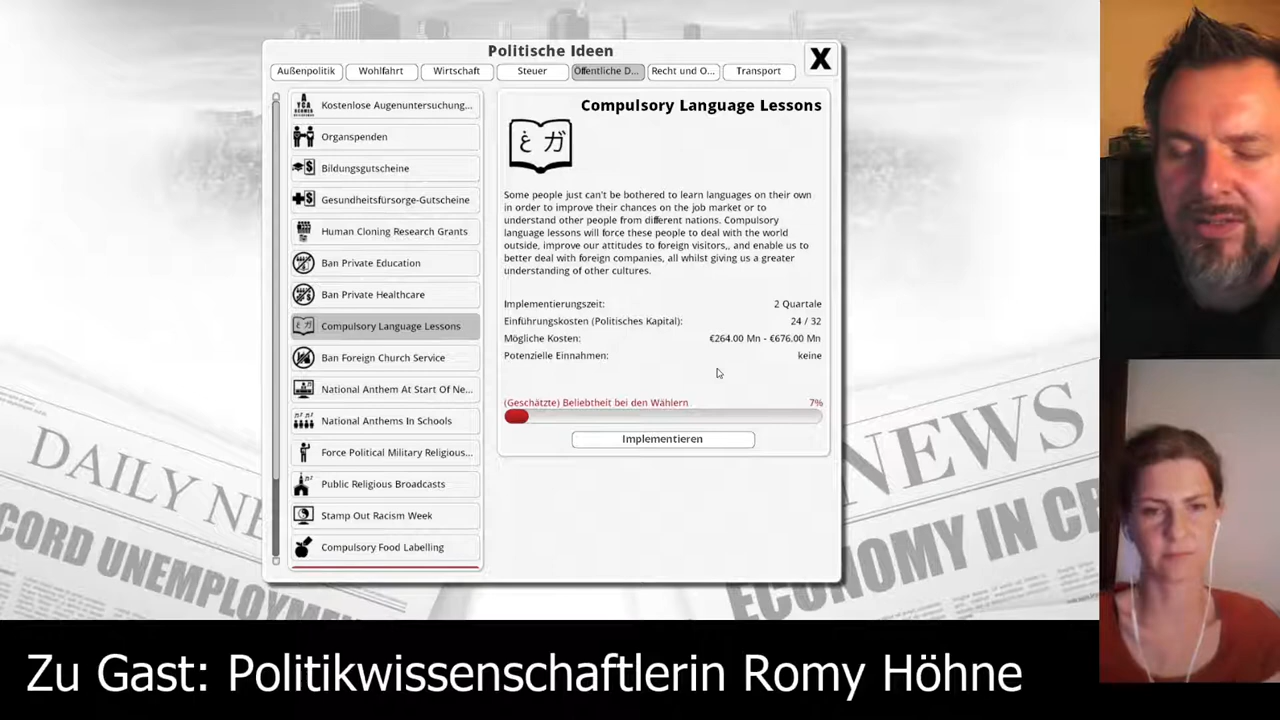 Politische Ideen
X
Außenpolitik
Wohlfahrt
Wirtschaft
Steuer
Öffentliche D...
Recht und O...
Transport
Kostenlose Augenuntersuchung...
Organspenden
Bildungsgutscheine
Gesundheitsfürsorge-Gutscheine
Human Cloning Research Grants
Ban Private Education
Ban Private Healthcare
Compulsory Language Lessons
Ban Foreign Church Service
National Anthem At Start Of Ne...
National Anthems In Schools
Force Political Military Religious...
Public Religious Broadcasts
Stamp Out Racism Week
Compulsory Food Labelling
Compulsory Language Lessons
Some people just can't be bothered to learn languages on their own
in order to improve their chances on the job market or to
understand other people from different nations. Compulsory
language lessons will force these people to deal with the world
outside, improve our attitudes to foreign visitors,, and enable us to
better deal with foreign companies, all whilst giving us a greater
understanding of other cultures.
Implementierungszeit: 2 Quartale
Einführungskosten (Politisches Kapital): 24 / 32
Mögliche Kosten: €264.00 Mn - €676.00 Mn
Potenzielle Einnahmen: keine
(Geschätzte) Beliebtheit bei den Wählern 7%
Implementieren
DAILY NE
NEWS
CORD UNEMPLOYME
ECONOMY IN CR
Zu Gast: Politikwissenschaftlerin Romy Höhne